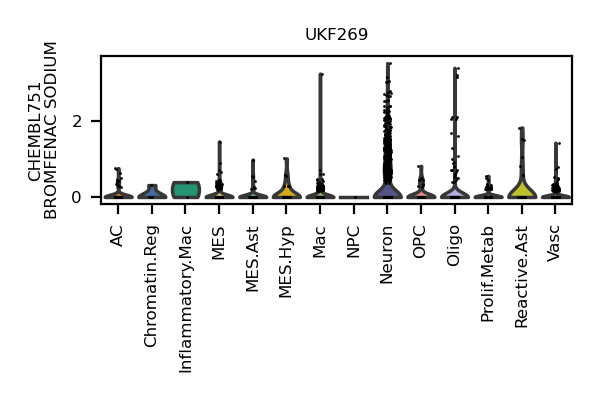 UKF269
CHEMBL751
BROMFENAC SODIUM
2
0
AC
Chromatin.Reg
Inflammatory.Mac
MES
MES.Ast
MES.Hyp
Mac
NPC
Neuron
OPC
Oligo
Prolif.Metab
Reactive.Ast
Vasc